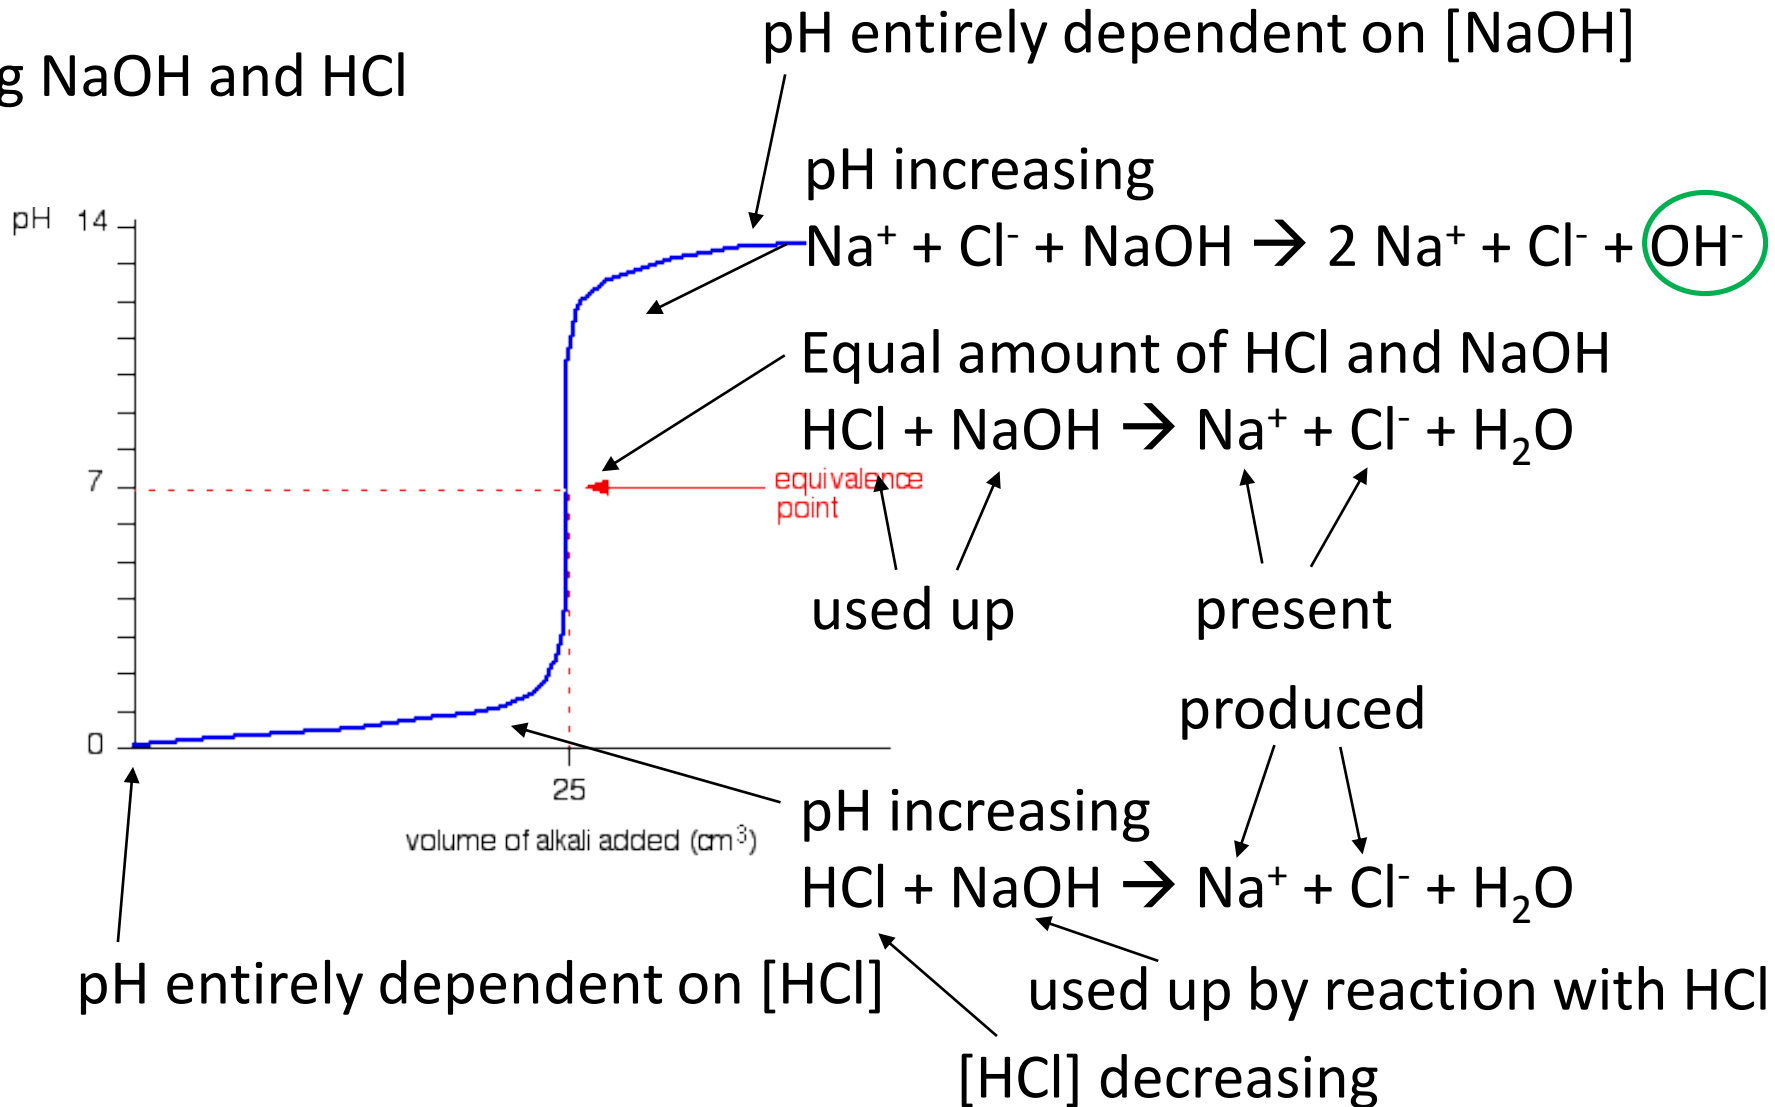 g NaOH and HCl
pH entirely dependent on [NaOH]
pH increasing
Na⁺ + Cl⁻ + NaOH → 2 Na⁺ + Cl⁻ + OH⁻
pH 14
Equal amount of HCl and NaOH
HCl + NaOH → Na⁺ + Cl⁻ + H₂O
7
equivalence
point
used up
present
produced
0
25
volume of alkali added (cm³)
pH increasing
HCl + NaOH → Na⁺ + Cl⁻ + H₂O
pH entirely dependent on [HCl]
used up by reaction with HCl
[HCl] decreasing